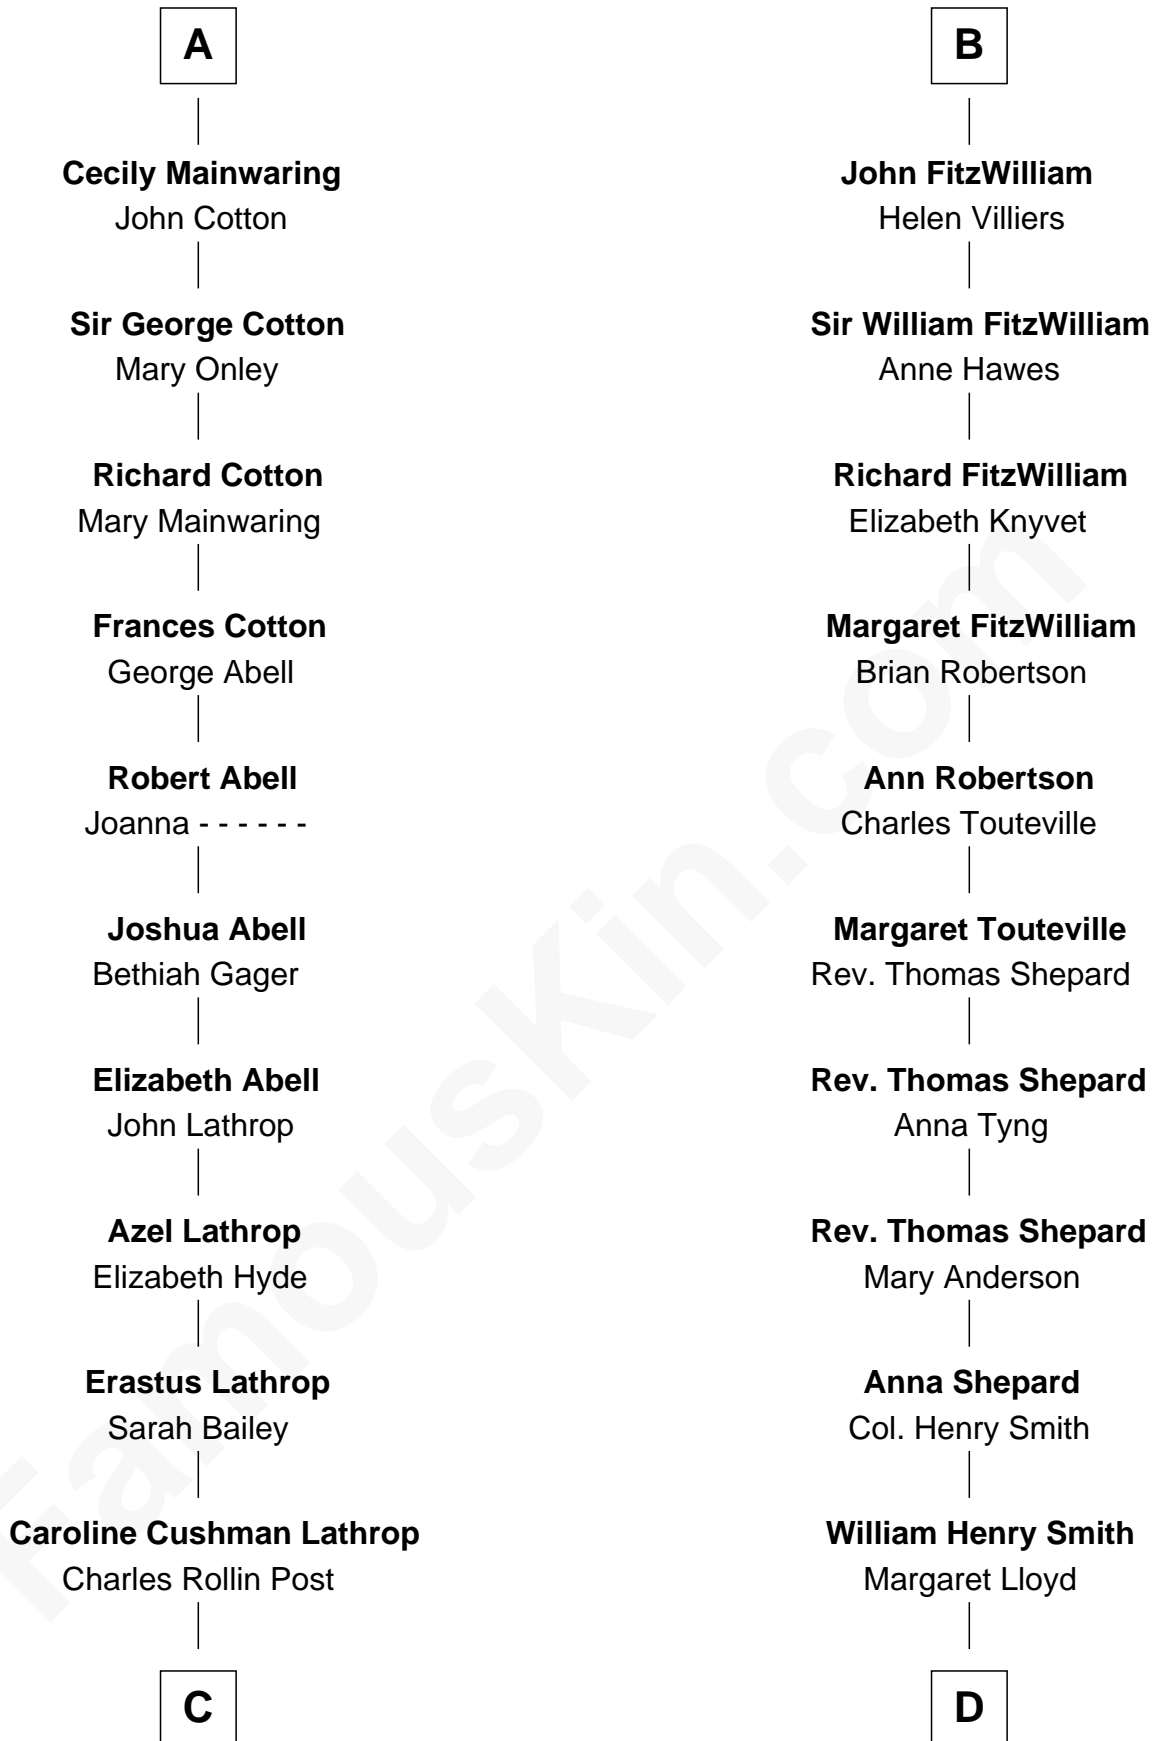 A
Cecily Mainwaring
John Cotton
Sir George Cotton
Mary Onley
Richard Cotton
Mary Mainwaring
Frances Cotton
George Abell
Robert Abell
Joanna - - - - - -
Joshua Abell
Bethiah Gager
Elizabeth Abell
John Lathrop
Azel Lathrop
Elizabeth Hyde
Erastus Lathrop
Sarah Bailey
Caroline Cushman Lathrop
Charles Rollin Post
C
B
John FitzWilliam
Helen Villiers
Sir William FitzWilliam
Anne Hawes
Richard FitzWilliam
Elizabeth Knyvet
Margaret FitzWilliam
Brian Robertson
Ann Robertson
Charles Touteville
Margaret Touteville
Rev. Thomas Shepard
Rev. Thomas Shepard
Anna Tyng
Rev. Thomas Shepard
Mary Anderson
Anna Shepard
Col. Henry Smith
William Henry Smith
Margaret Lloyd
D
FamousKin.com